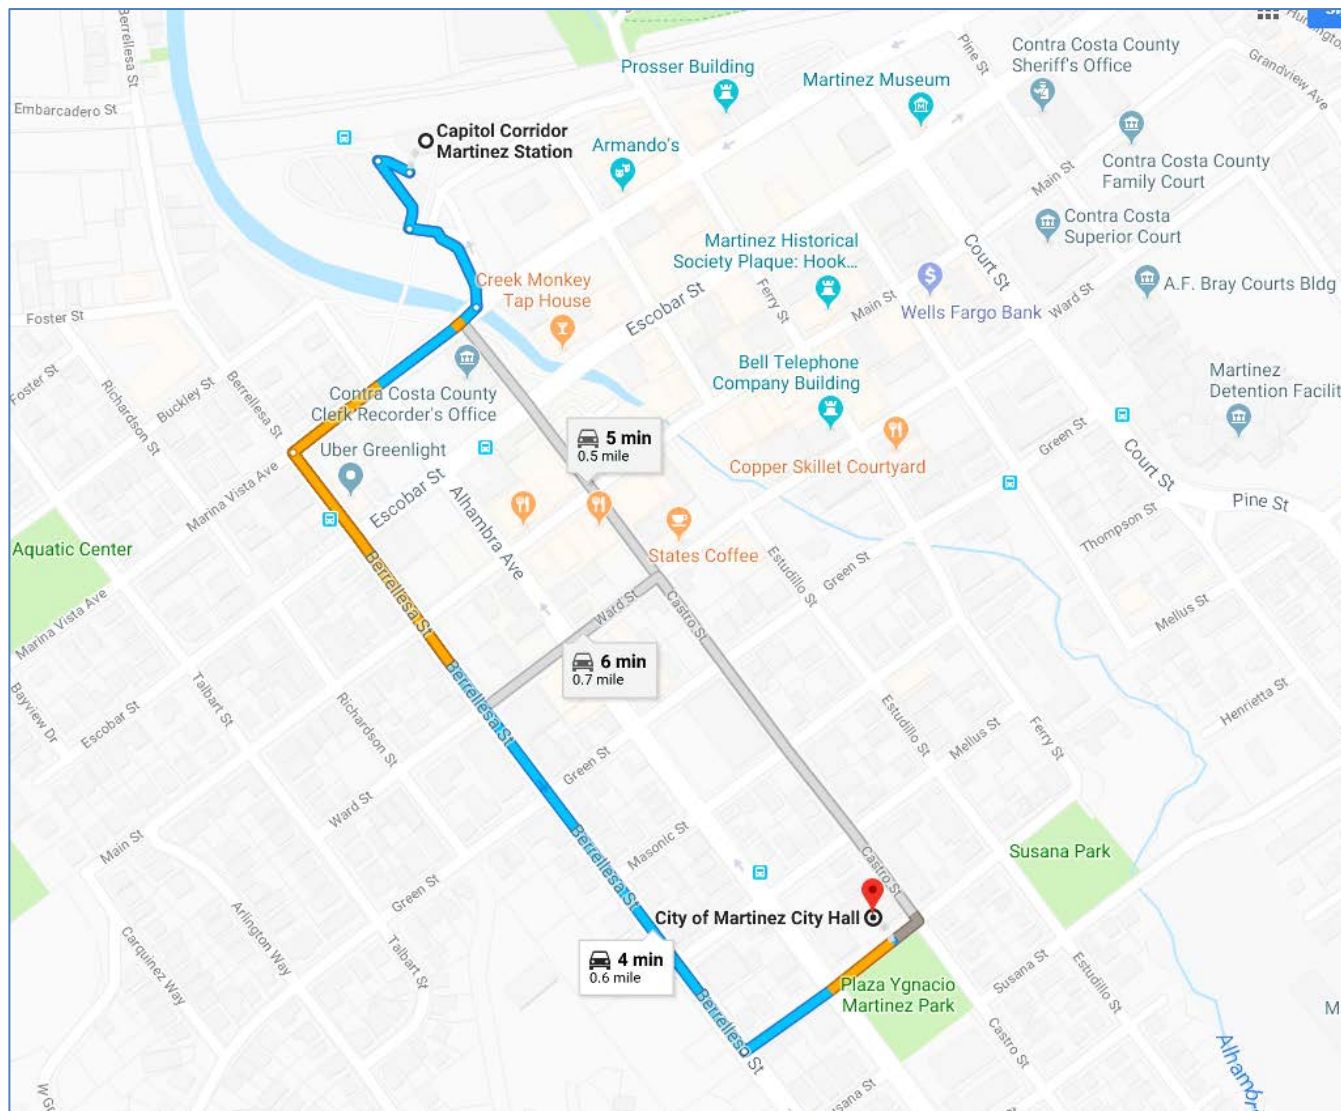 Berrellesa St
Huntington
Grandview Ave
Pine St
Contra Costa County
Sheriff's Office
Prosser Building
Martinez Museum
Embarcadero St
Capitol Corridor
Martinez Station
Armando's
Contra Costa County
Family Court
Main St
Contra Costa
Superior Court
Martinez Historical
Society Plaque: Hook...
Court St
A.F. Bray Courts Bldg
Creek Monkey
Tap House
Ferry St
Escobar St
Main St
Wells Fargo Bank
Ward St
Foster St
Bell Telephone
Company Building
Martinez
Detention Facilit
Foster St
Richardson St
Buckley St
Berrellesa St
Contra Costa County
Clerk Recorder's Office
5 min
0.5 mile
Green St
Uber Greenlight
Copper Skillet Courtyard
Court St
Marina Vista Ave
Escobar St
Alhambra Ave
Pine St
Thompson St
Aquatic Center
States Coffee
Estudillo St
Green St
Marina Vista Ave
Berrellesa St
Ward St
Castro St
Mellus St
6 min
0.7 mile
Bayview Dr
Escobar St
Talbart St
Richardson St
Berrellesa St
Estudillo St
Mellus St
Ferry St
Henrietta St
Green St
Ward St
Main St
Masonic St
Berrellesa St
Castro St
Susana Park
Green St
City of Martinez City Hall
Arlington Way
Carquinez Way
Talbart St
4 min
0.6 mile
Plaza Ygnacio
Martinez Park
Susana St
Estudillo St
Berrellesa St
Castro St
M
Alhambr
Susana St
W Gr